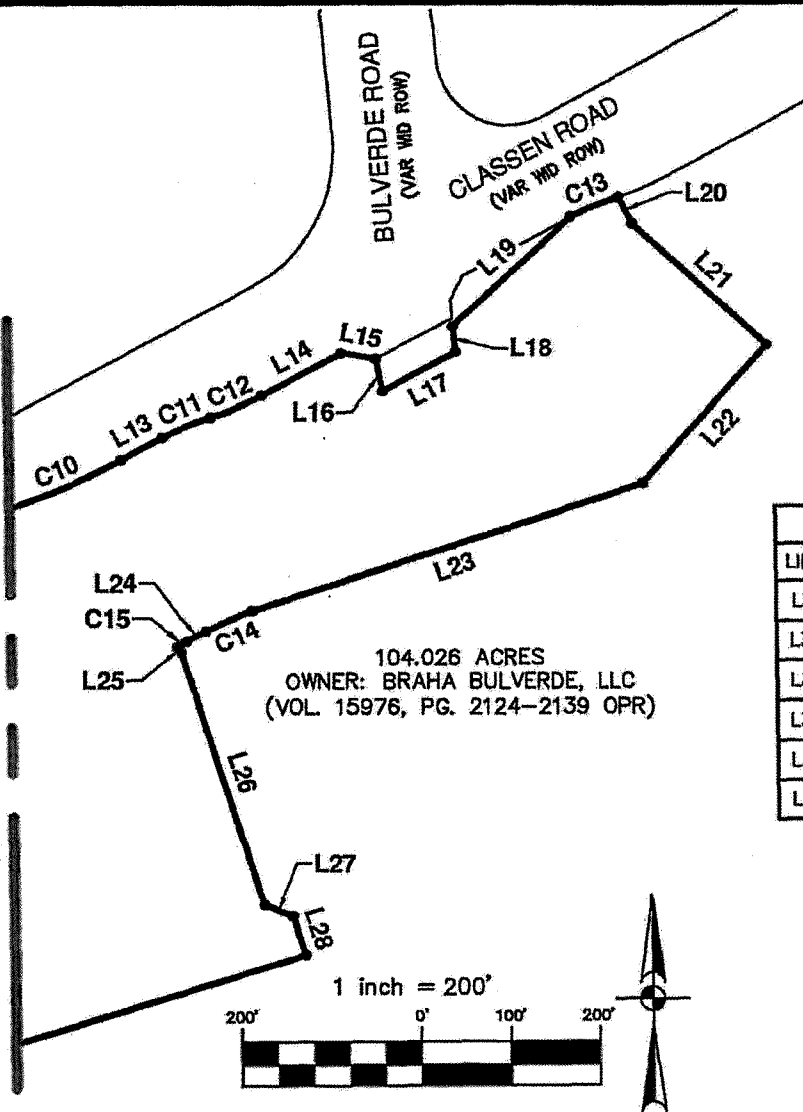 BULVERDE ROAD
(VAR WID ROW)
CLASSEN ROAD
(VAR WID ROW)
C13
L20
L19
L21
L18
L15
L14
L17
L16
C12
C11
L13
C10
L22
L23
L24
C15
C14
L25
104.026 ACRES
OWNER: BRAHA BULVERDE, LLC
(VOL. 15976, PG. 2124-2139 OPR)
L26
L27
L28
1 inch = 200'
200' 0' 100' 200'